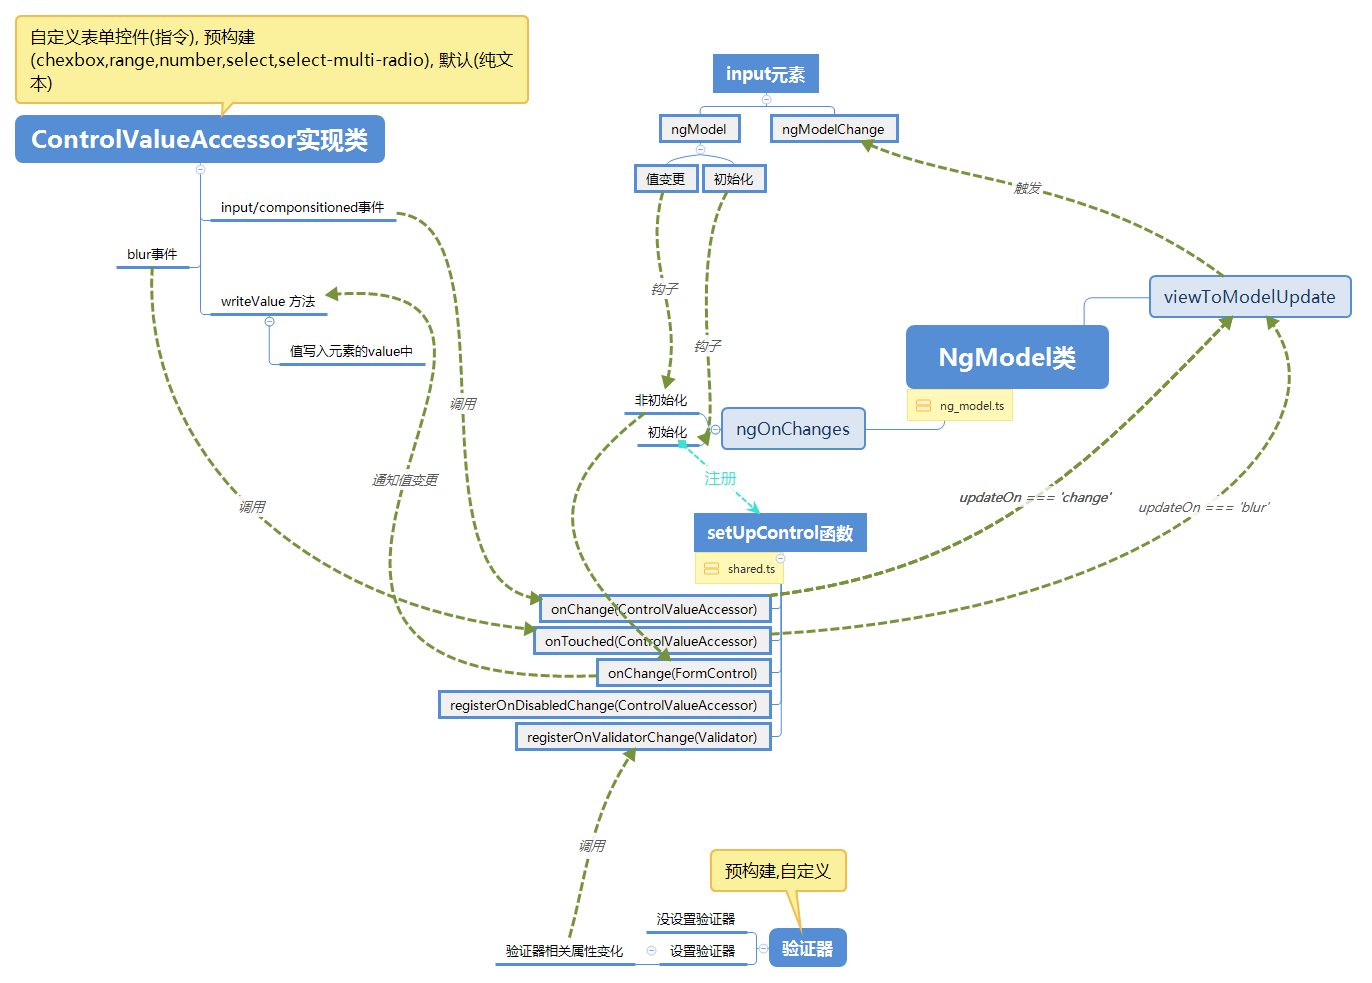 自定义表单控件(指令), 预构建
(chexbox,range,number,select,select-multi-radio), 默认(纯文
本)
ControlValueAccessor实现类
input/componsitioned事件
blur事件
writeValue 方法
值写入元素的value中
input元素
ngModel
ngModelChange
值变更
初始化
触发
钩子
钩子
viewToModelUpdate
NgModel类
ng_model.ts
非初始化
初始化
ngOnChanges
调用
通知值变更
调用
注册
updateOn === 'change'
updateOn === 'blur'
setUpControl函数
shared.ts
onChange(ControlValueAccessor)
onTouched(ControlValueAccessor)
onChange(FormControl)
registerOnDisabledChange(ControlValueAccessor)
registerOnValidatorChange(Validator)
调用
预构建,自定义
没设置验证器
验证器相关属性变化
设置验证器
验证器